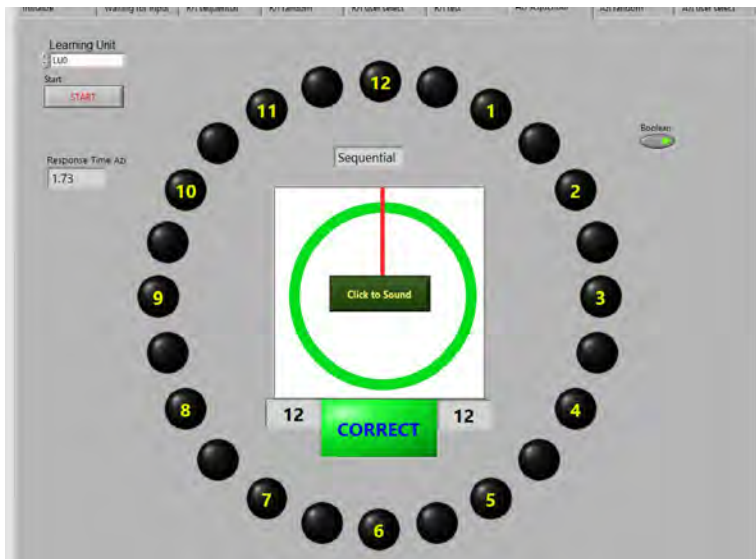 Learning Unit
LU0
Start
START
12
11
1
Boolean
Sequential
Response Time Azi
1.73
10
2
Click to Sound
9
3
8
4
12
CORRECT
12
7
5
6